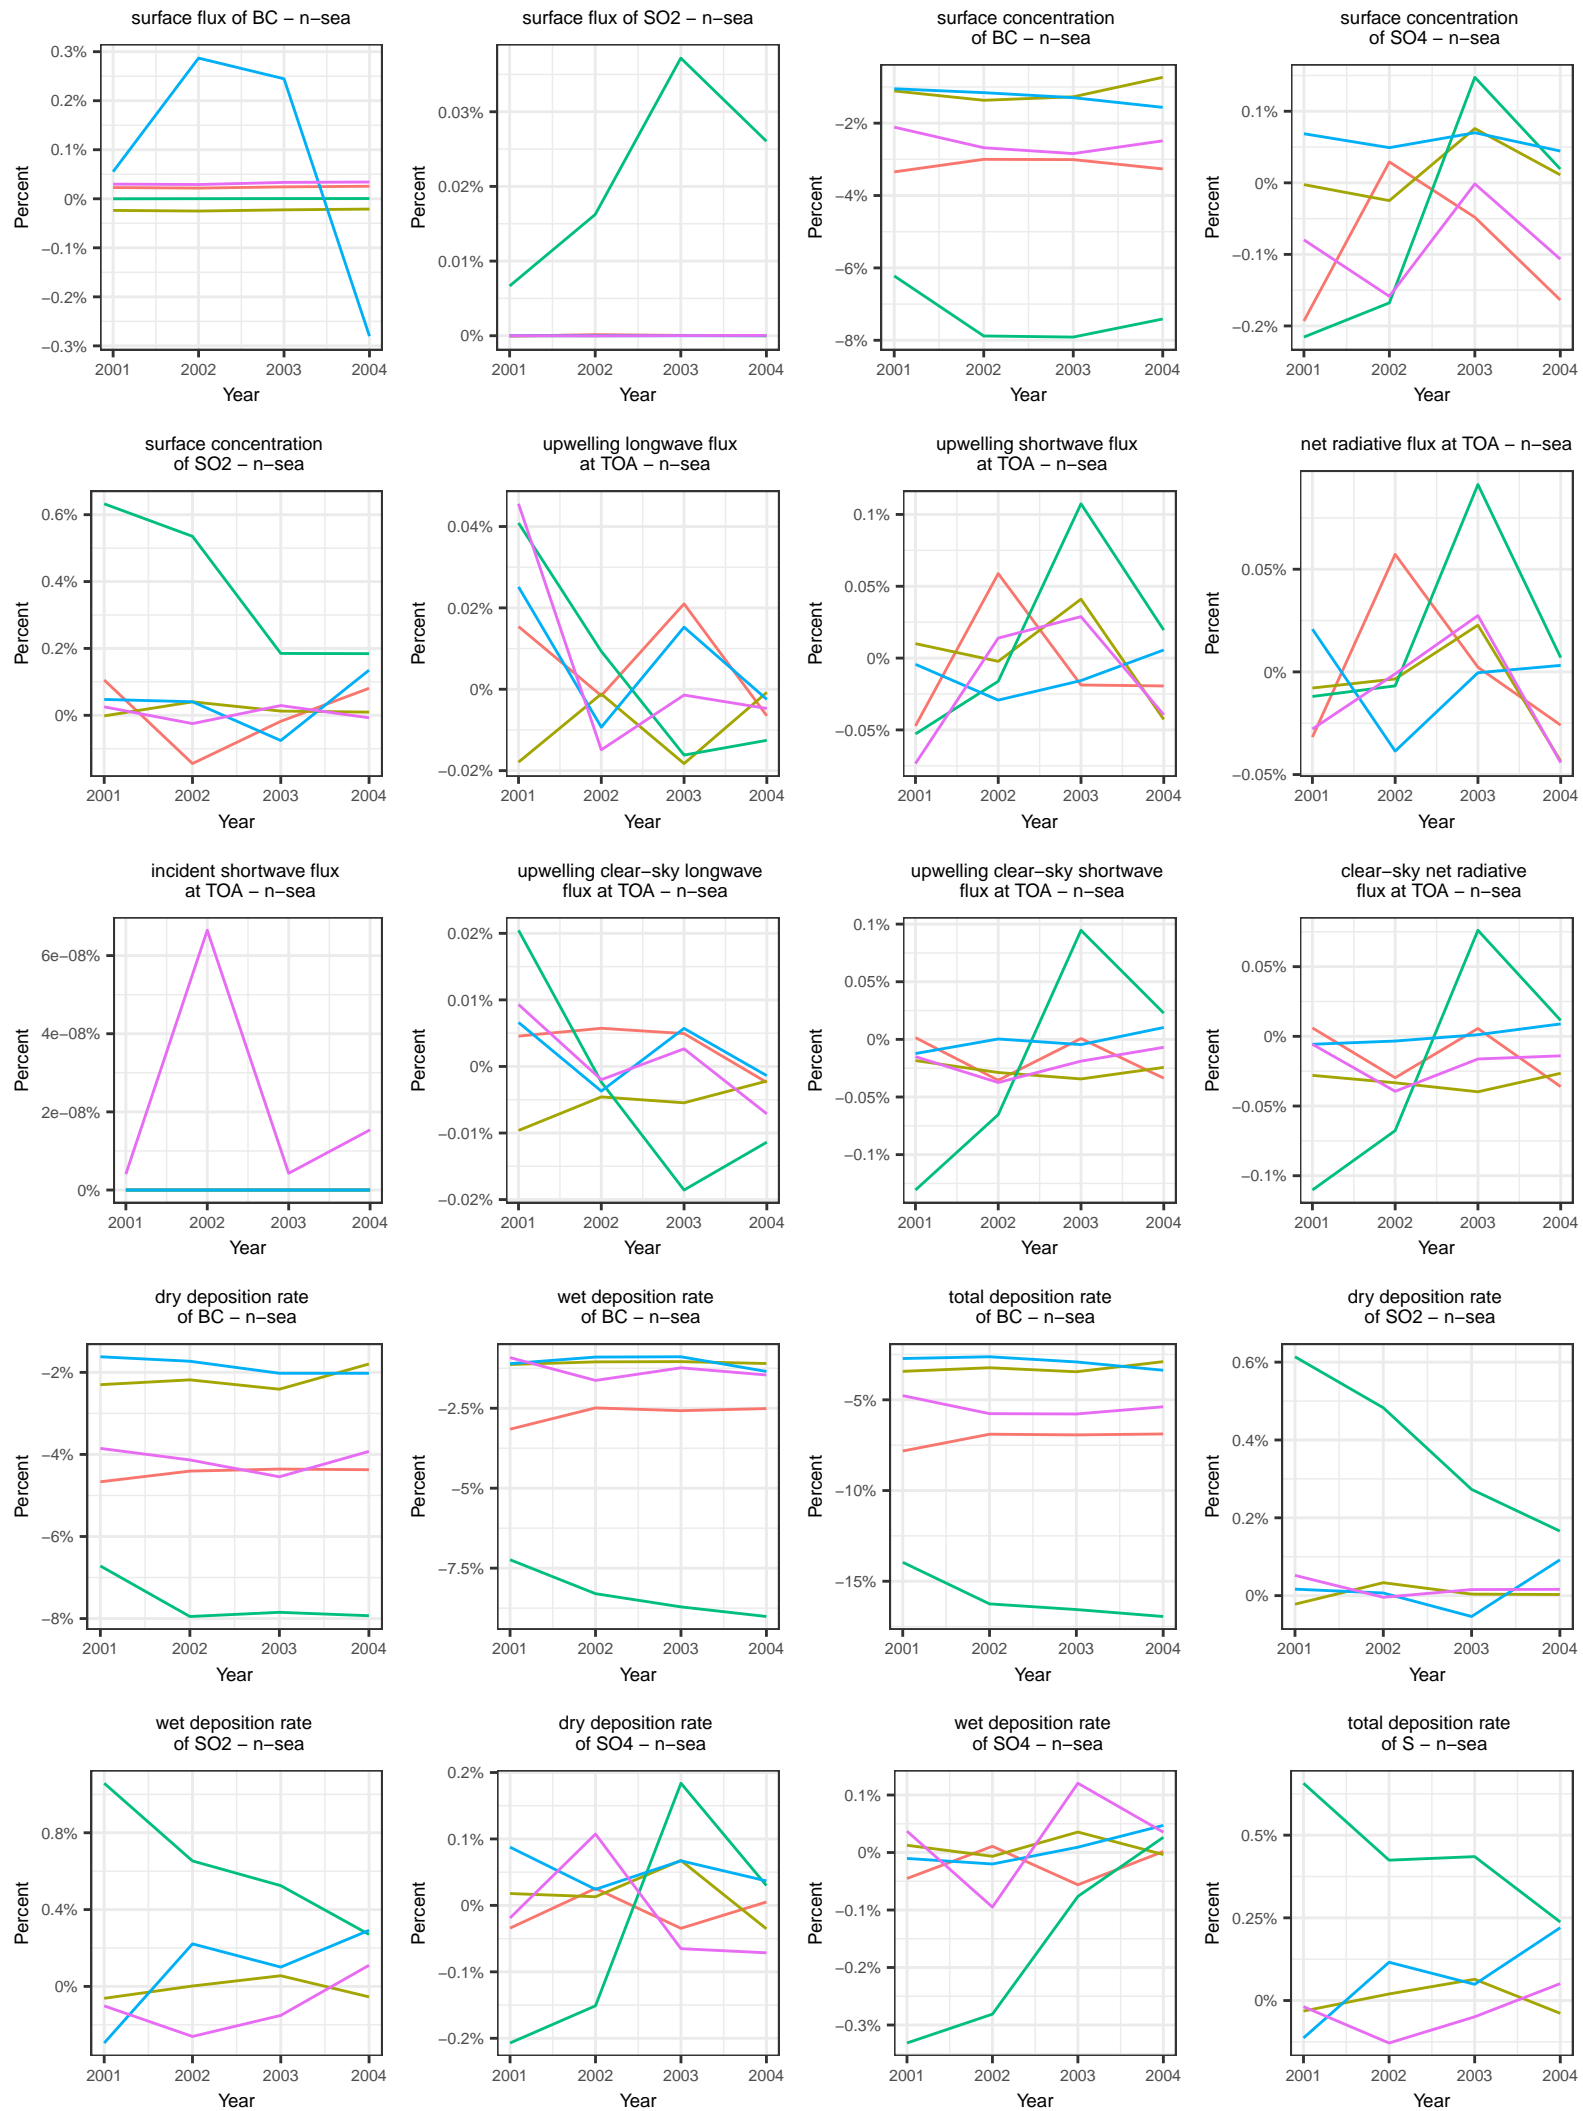 surface flux of BC − n−sea
0.3%
0.2%
0.1%
0%
−0.1%
−0.2%
−0.3%
Percent
2001 2002 2003 2004
Year
surface flux of SO2 − n−sea
0.03%
0.02%
0.01%
0%
Percent
2001 2002 2003 2004
Year
surface concentration
of BC − n−sea
−2%
−4%
−6%
−8%
Percent
2001 2002 2003 2004
Year
surface concentration
of SO4 − n−sea
0.1%
0%
−0.1%
−0.2%
Percent
2001 2002 2003 2004
Year
surface concentration
of SO2 − n−sea
0.6%
0.4%
0.2%
0%
Percent
2001 2002 2003 2004
Year
upwelling longwave flux
at TOA − n−sea
0.04%
0.02%
0%
−0.02%
Percent
2001 2002 2003 2004
Year
upwelling shortwave flux
at TOA − n−sea
0.1%
0.05%
0%
−0.05%
Percent
2001 2002 2003 2004
Year
net radiative flux at TOA − n−sea
0.05%
0%
−0.05%
Percent
2001 2002 2003 2004
Year
incident shortwave flux
at TOA − n−sea
6e−08%
4e−08%
2e−08%
0%
Percent
2001 2002 2003 2004
Year
upwelling clear−sky longwave
flux at TOA − n−sea
0.02%
0.01%
0%
−0.01%
−0.02%
Percent
2001 2002 2003 2004
Year
upwelling clear−sky shortwave
flux at TOA − n−sea
0.1%
0.05%
0%
−0.05%
−0.1%
Percent
2001 2002 2003 2004
Year
clear−sky net radiative
flux at TOA − n−sea
0.05%
0%
−0.05%
−0.1%
Percent
2001 2002 2003 2004
Year
dry deposition rate
of BC − n−sea
−2%
−4%
−6%
−8%
Percent
2001 2002 2003 2004
Year
wet deposition rate
of BC − n−sea
−2.5%
−5%
−7.5%
Percent
2001 2002 2003 2004
Year
total deposition rate
of BC − n−sea
−5%
−10%
−15%
Percent
2001 2002 2003 2004
Year
dry deposition rate
of SO2 − n−sea
0.6%
0.4%
0.2%
0%
Percent
2001 2002 2003 2004
Year
wet deposition rate
of SO2 − n−sea
0.8%
0.4%
0%
Percent
2001 2002 2003 2004
Year
dry deposition rate
of SO4 − n−sea
0.2%
0.1%
0%
−0.1%
−0.2%
Percent
2001 2002 2003 2004
Year
wet deposition rate
of SO4 − n−sea
0.1%
0%
−0.1%
−0.2%
−0.3%
Percent
2001 2002 2003 2004
Year
total deposition rate
of S − n−sea
0.5%
0.25%
0%
Percent
2001 2002 2003 2004
Year